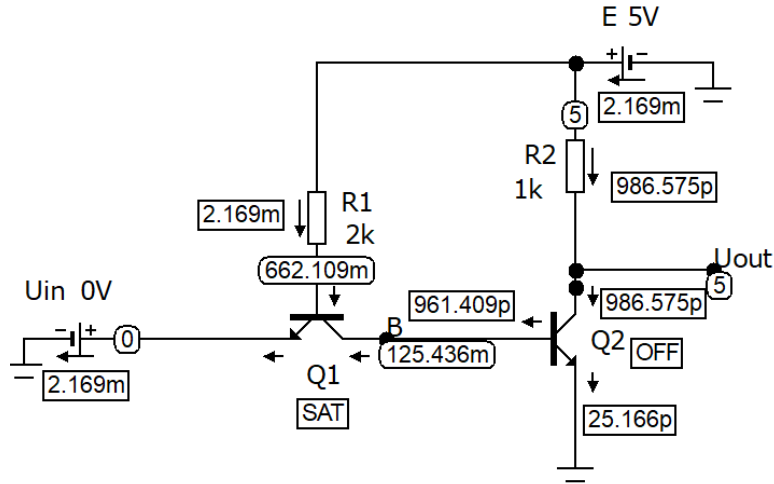 E 5V
+ −
2.169m
5
R2
1k
986.575p
2.169m
R1
2k
662.109m
Uout
5
Uin 0V
− +
0
2.169m
961.409p
986.575p
B
125.436m
Q2
OFF
Q1
SAT
25.166p